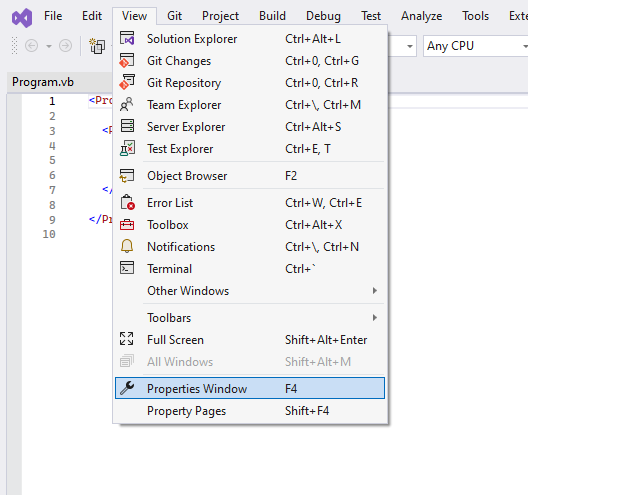 File Edit View Git Project Build Debug Test Analyze Tools
Any CPU
Program.vb
Solution Explorer Ctrl+Alt+L
Git Changes Ctrl+0, Ctrl+G
Git Repository Ctrl+0, Ctrl+R
Team Explorer Ctrl+\, Ctrl+M
Server Explorer Ctrl+Alt+S
Test Explorer Ctrl+E, T
Object Browser F2
Error List Ctrl+W, Ctrl+E
Toolbox Ctrl+Alt+X
Notifications Ctrl+\, Ctrl+N
Terminal Ctrl+`
Other Windows
Toolbars
Full Screen Shift+Alt+Enter
All Windows Shift+Alt+M
Properties Window F4
Property Pages Shift+F4
1 <Pro
2
3 <P
4
5
6
7 </
8
9 </Pr
10